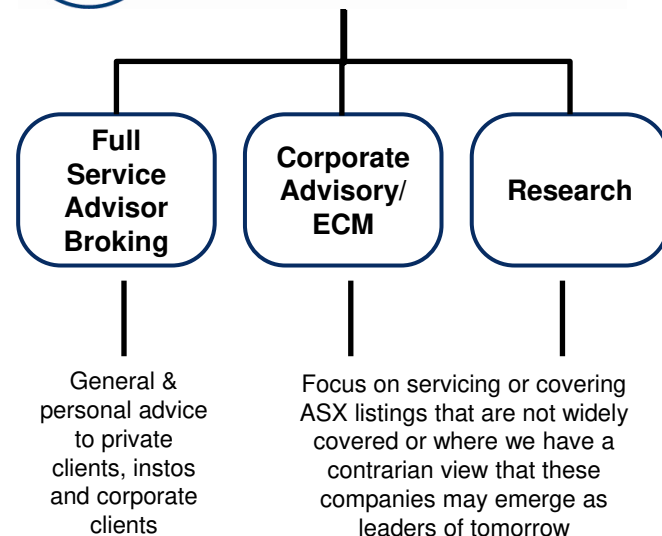 Full
Service
Advisor
Broking
Corporate
Advisory/
ECM
Research
General &
personal advice
to private
clients, instos
and corporate
clients
Focus on servicing or covering
ASX listings that are not widely
covered or where we have a
contrarian view that these
companies may emerge as
leaders of tomorrow